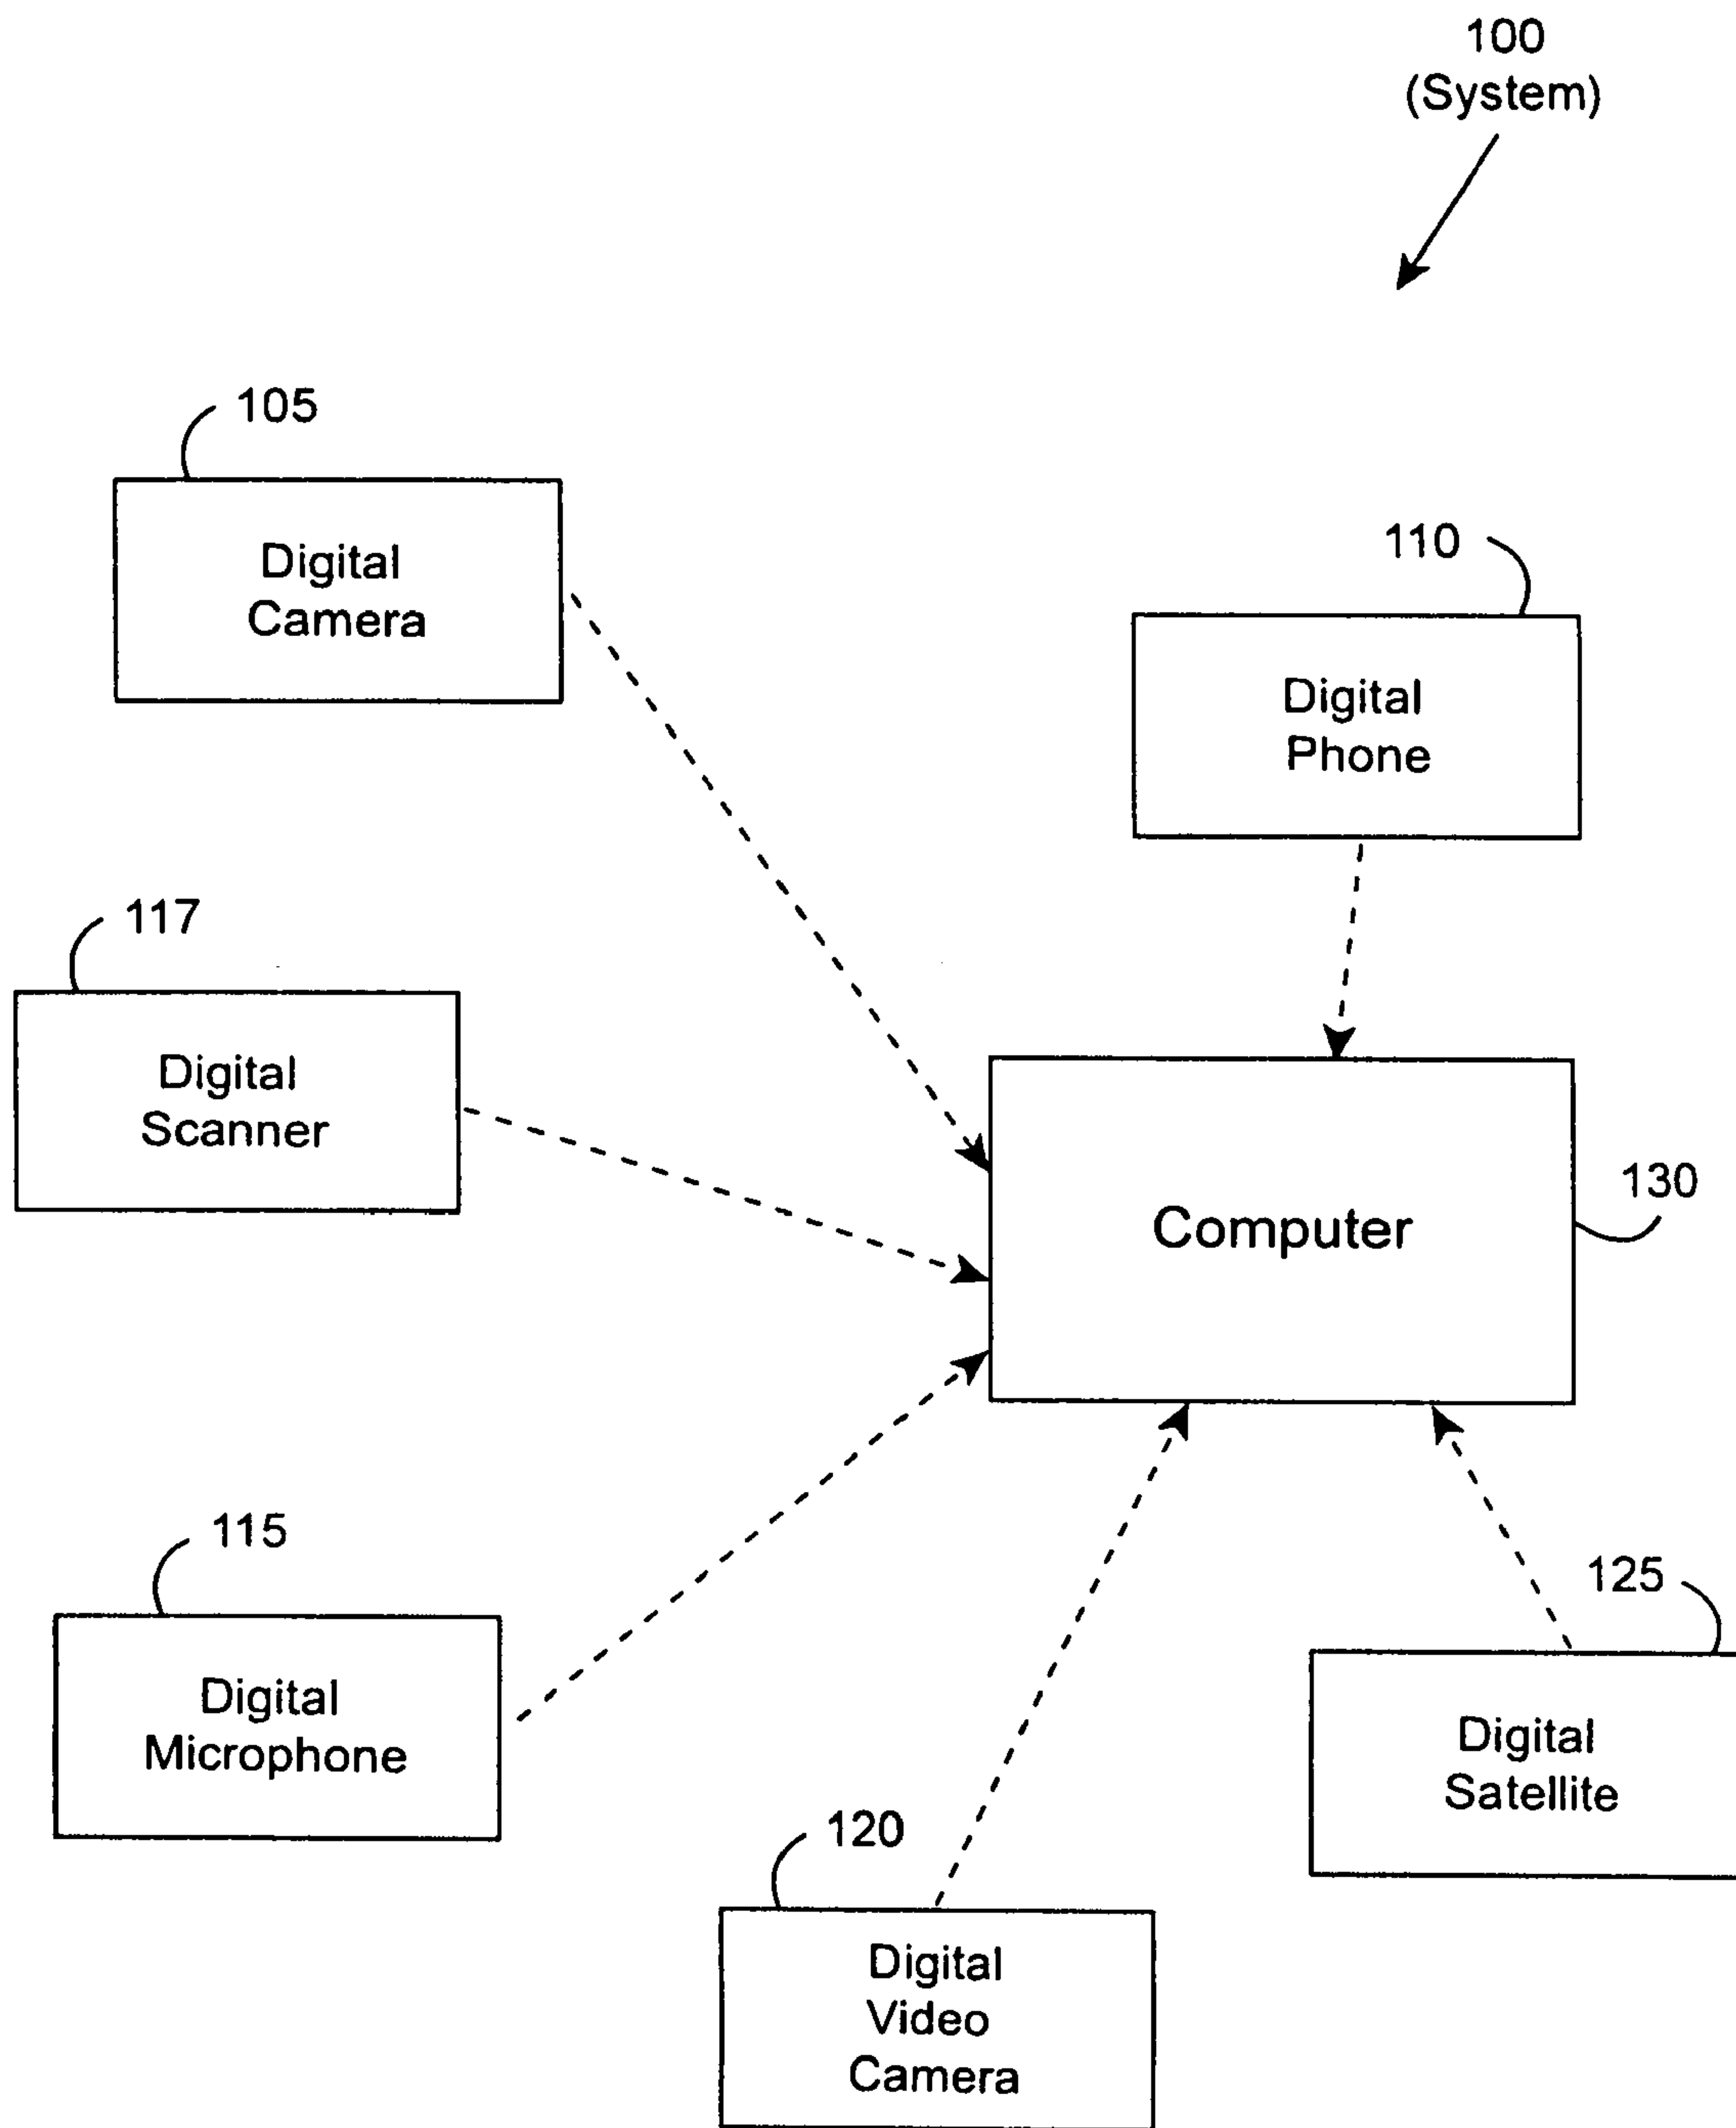 100
(System)
105
Digital
Camera
110
Digital
Phone
117
Digital
Scanner
130
Computer
115
Digital
Microphone
125
Digital
Satellite
120
Digital
Video
Camera